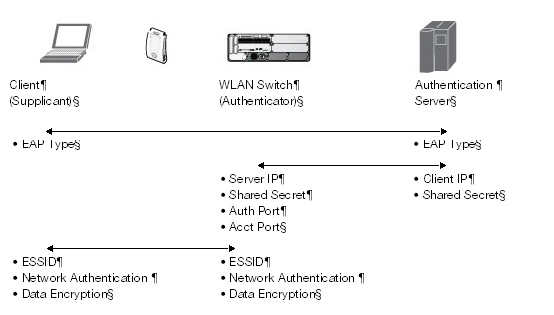 Client¶ WLAN Switch¶ Authentication ¶
(Supplicant)§ (Authenticator)§ Server§
• EAP Type§ • EAP Type§
• Server IP¶ • Client IP¶
• Shared Secret¶ • Shared Secret§
• Auth Port¶
• Acct Port§
• ESSID¶ • ESSID¶
• Network Authentication ¶ • Network Authentication ¶
• Data Encryption§ • Data Encryption§